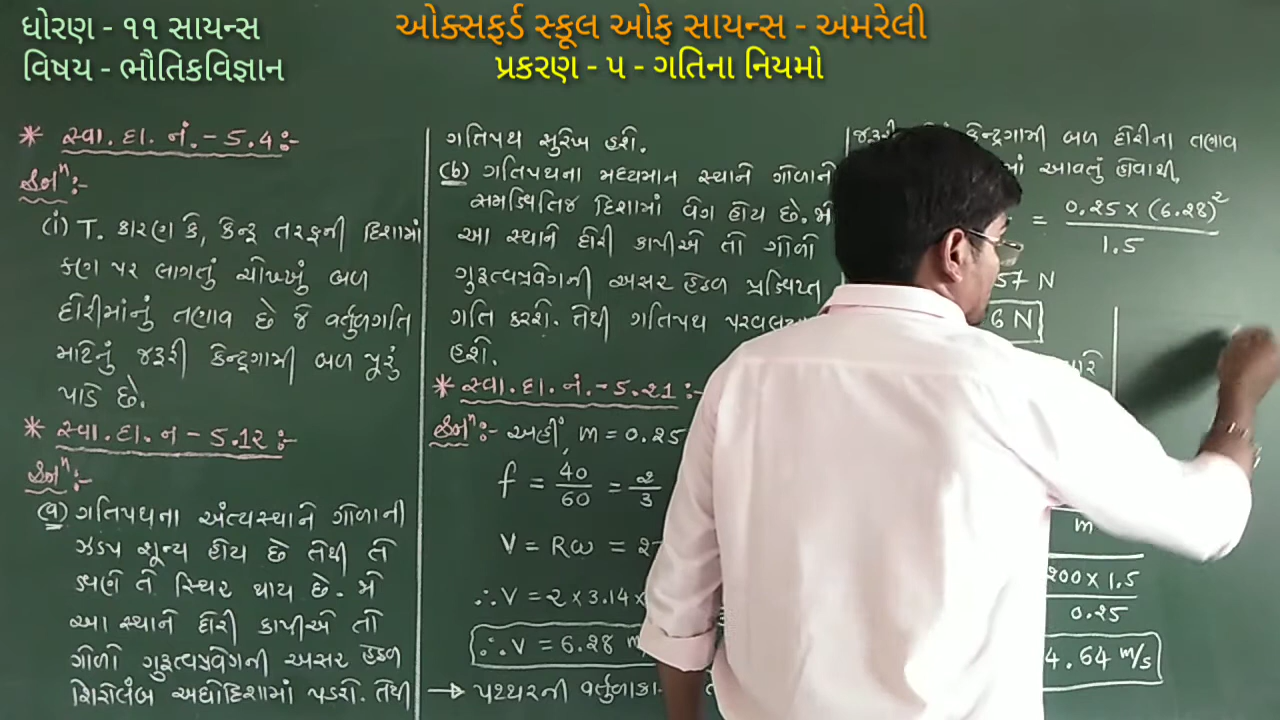 ધોરણ - ૧૧ સાયન્સ
વિષય - ભૌતિકવિજ્ઞાન
ઓક્સફર્ડ સ્કૂલ ઓફ સાયન્સ - અમરેલી
પ્રકરણ - ૫ - ગતિના નિયમો
* સ્વા. દા. નં. - 5.4 :-
(i) T. કારણ કે, કેન્દ્ર તરફની દિશામાં
કણ પર લાગતું ચોખ્ખું બળ
દોરીમાંનું તણાવ છે જે વર્તુળગતિ
માટેનું જરૂરી કેન્દ્રગામી બળ પૂરું
પાડે છે.
* સ્વા. દા. ન - 5.12 :-
(a) ગતિપથના અંત્યસ્થાને ગોળાની
ઝડપ શૂન્ય હોય છે તેથી તે
ક્ષણે તે સ્થિર થાય છે. જો
આ સ્થાને દોરી કાપીએ તો
ગોળો ગુરુત્વપ્રવેગની અસર હેઠળ
શિરોલંબ અધોદિશામાં પડશે. તેથી
ગતિપથ સુરેખ હશે.
(b) ગતિપથના મધ્યમાન સ્થાને ગોળાને
સમક્ષિતિજ દિશામાં વેગ હોય છે. જો
આ સ્થાને દોરી કાપીએ તો ગોળો
ગુરુત્વપ્રવેગની અસર હેઠળ પ્રક્ષિપ્ત
ગતિ કરશે. તેથી ગતિપથ
હશે.
* સ્વા. દા. નં. - 5.21 :-
અહીં, m = 0.25
f = 40/60 = 2/3
V = Rω =
∴ V = 2 × 3.14 ×
∴ V = 6.28
→ પથ્થરની
જરૂરી કેન્દ્રગામી બળ દોરીના તણાવ
આવતું હોવાથી,
= 0.25 × (6.28)² / 1.5
57 N
6 N
m
200 × 1.5
0.25
4.64 m/s